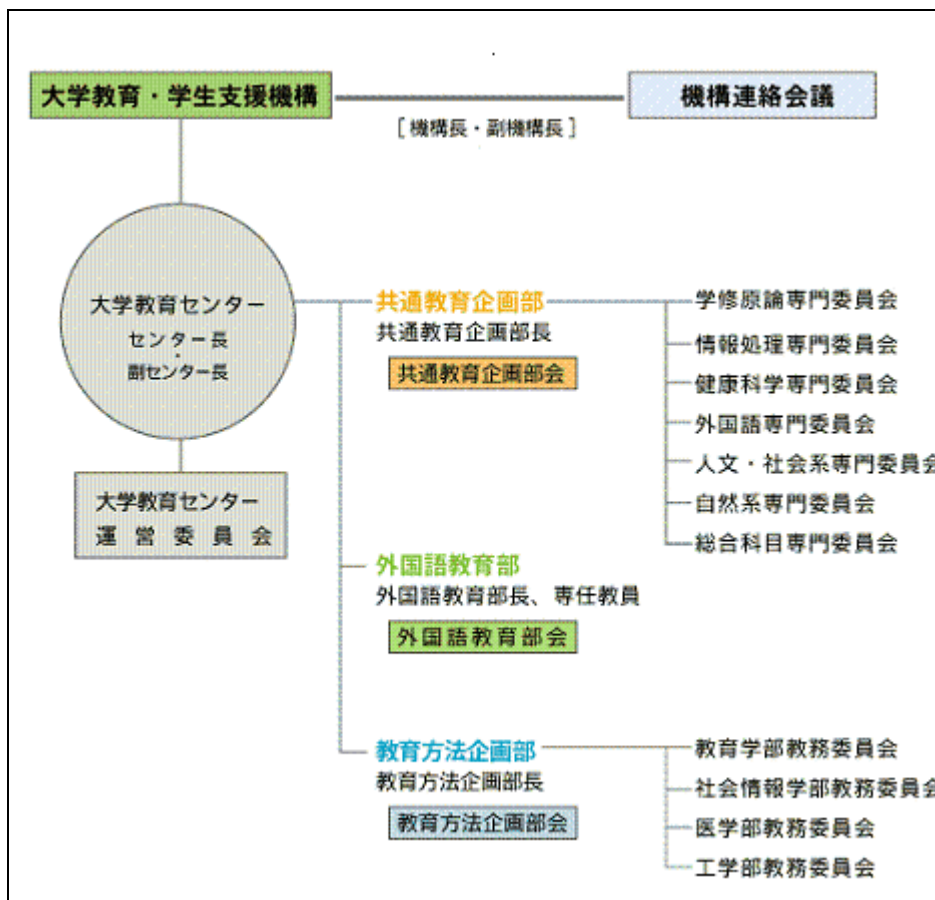 大学教育・学生支援機構
機構連絡会議
[ 機構長・副機構長 ]
大学教育センター
センター長
・
副センター長
大学教育センター
運営委員会
共通教育企画部
共通教育企画部長
共通教育企画部会
学修原論専門委員会
情報処理専門委員会
健康科学専門委員会
外国語専門委員会
人文・社会系専門委員会
自然系専門委員会
総合科目専門委員会
外国語教育部
外国語教育部長、専任教員
外国語教育部会
教育方法企画部
教育方法企画部長
教育方法企画部会
教育学部教務委員会
社会情報学部教務委員会
医学部教務委員会
工学部教務委員会